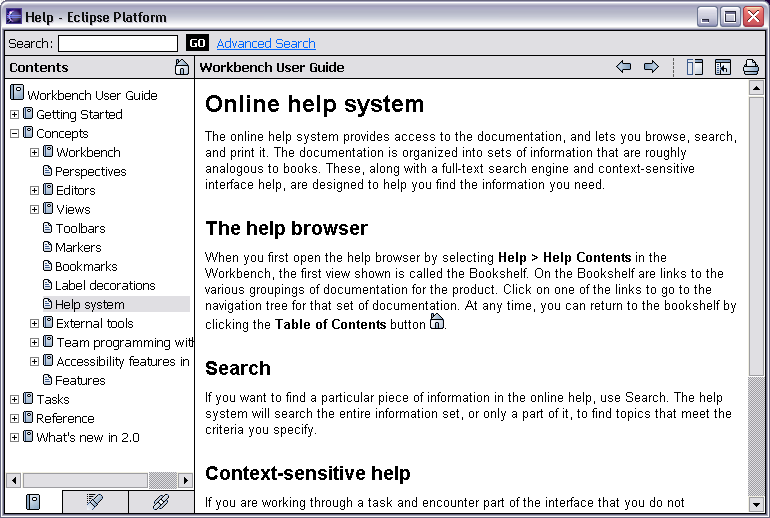 Help - Eclipse Platform
Search: GO Advanced Search
Contents
Workbench User Guide
Getting Started
Concepts
Workbench
Perspectives
Editors
Views
Toolbars
Markers
Bookmarks
Label decorations
Help system
External tools
Team programming with
Accessibility features in
Features
Tasks
Reference
What's new in 2.0
Workbench User Guide
Online help system
The online help system provides access to the documentation, and lets you browse, search,
and print it. The documentation is organized into sets of information that are roughly
analogous to books. These, along with a full-text search engine and context-sensitive
interface help, are designed to help you find the information you need.
The help browser
When you first open the help browser by selecting Help > Help Contents in the
Workbench, the first view shown is called the Bookshelf. On the Bookshelf are links to the
various groupings of documentation for the product. Click on one of the links to go to the
navigation tree for that set of documentation. At any time, you can return to the bookshelf by
clicking the Table of Contents button .
Search
If you want to find a particular piece of information in the online help, use Search. The help
system will search the entire information set, or only a part of it, to find topics that meet the
criteria you specify.
Context-sensitive help
If you are working through a task and encounter part of the interface that you do not